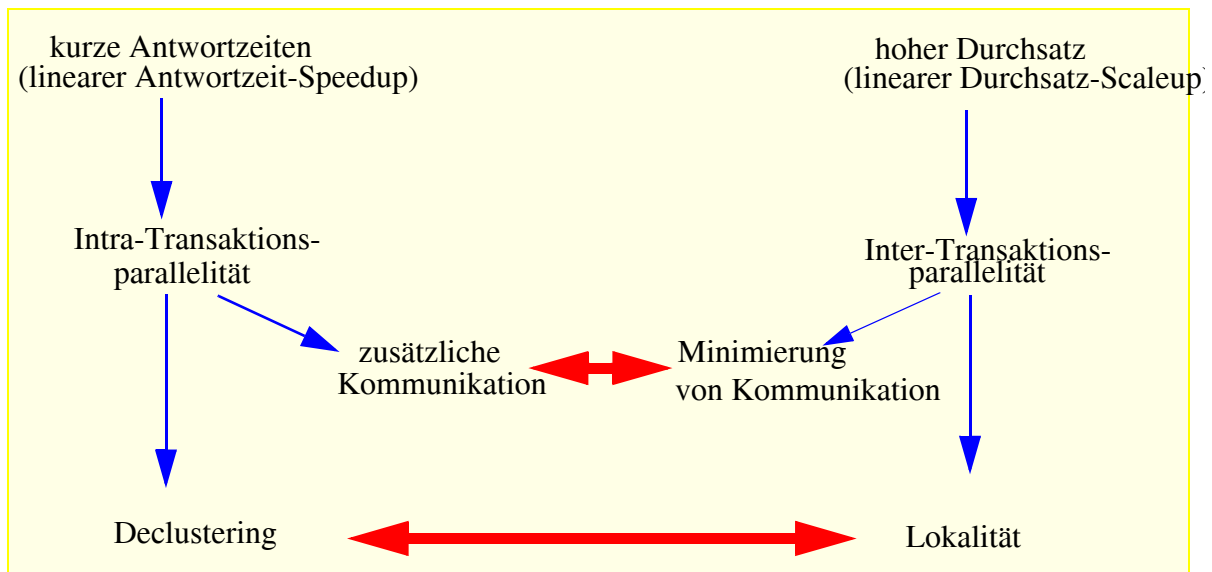 kurze Antwortzeiten
(linearer Antwortzeit-Speedup)
hoher Durchsatz
(linearer Durchsatz-Scaleup)
Intra-Transaktions-
parallelität
Inter-Transaktions-
parallelität
zusätzliche
Kommunikation
Minimierung
von Kommunikation
Declustering
Lokalität